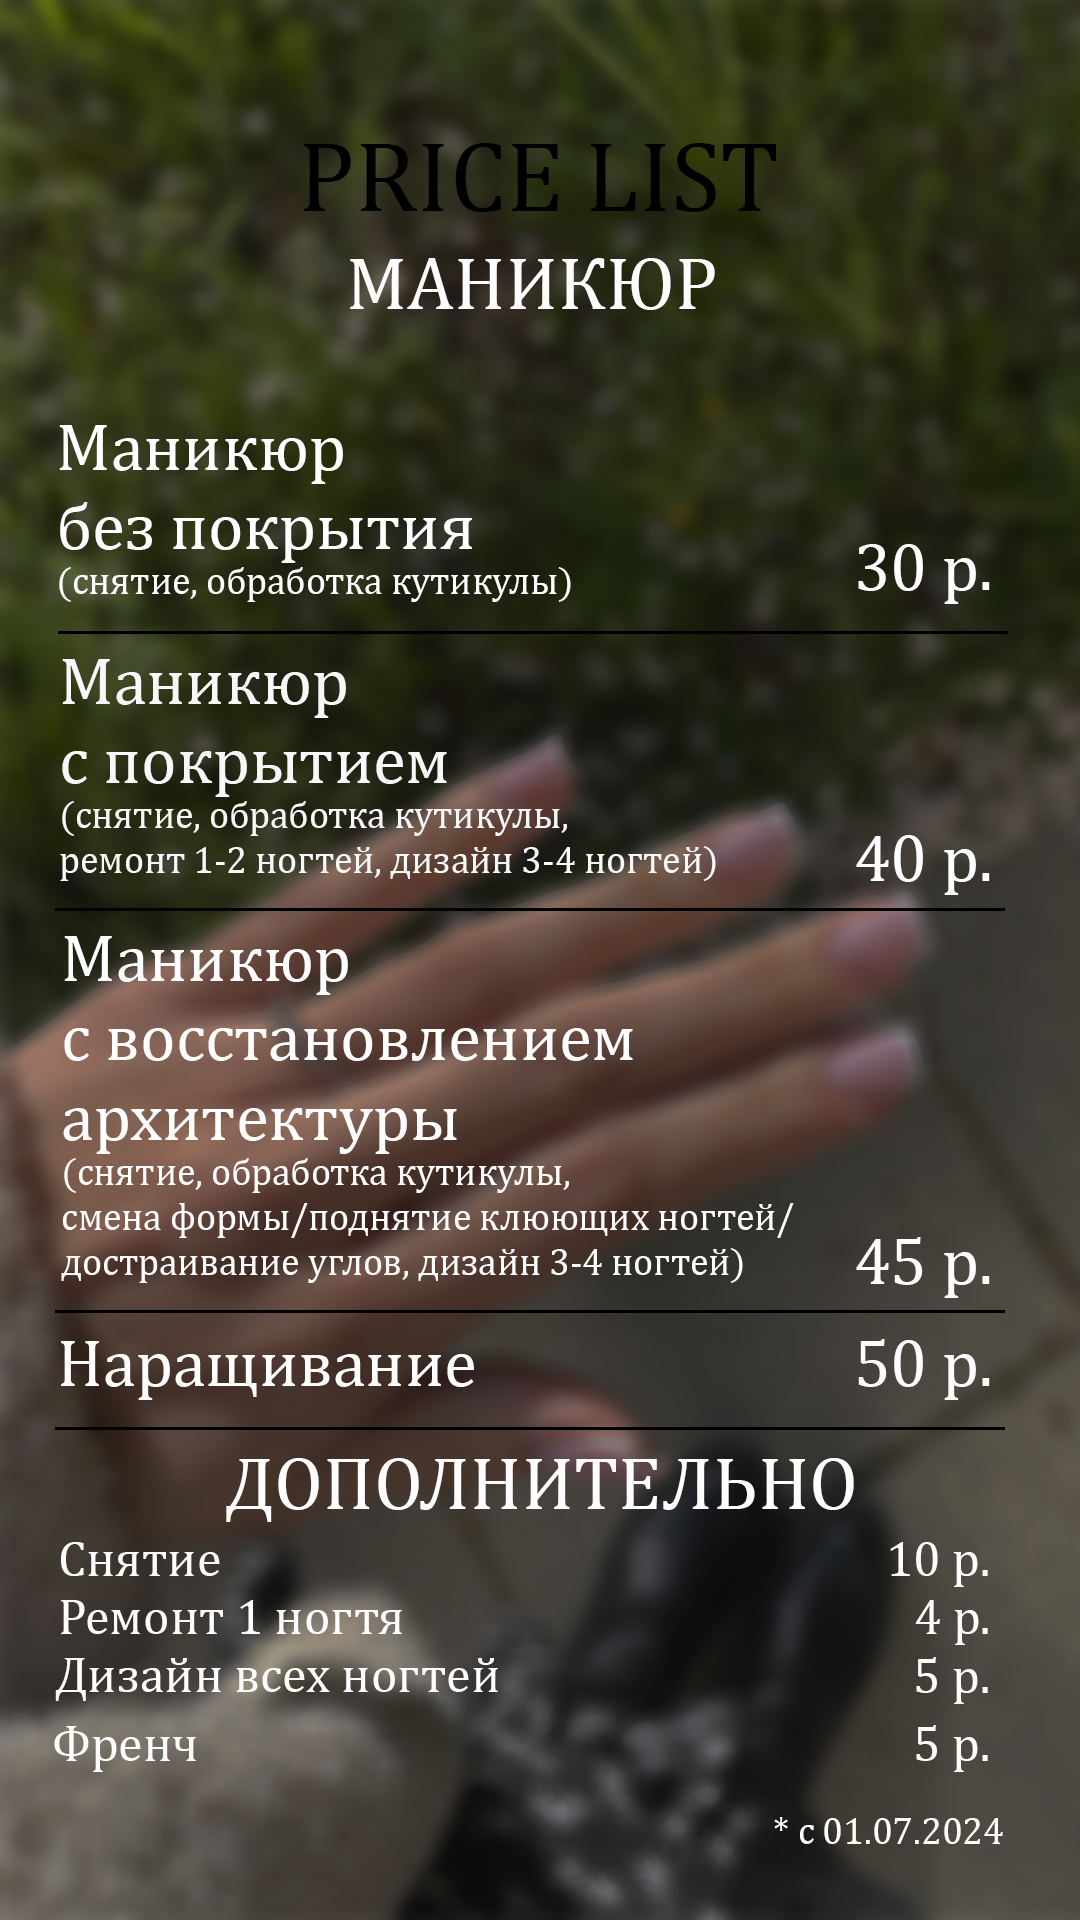 PRICE LIST
МАНИКЮР
Маникюр
без покрытия
(снятие, обработка кутикулы)
30 р.
Маникюр
с покрытием
(снятие, обработка кутикулы,
ремонт 1-2 ногтей, дизайн 3-4 ногтей)
40 р.
Маникюр
с восстановлением
архитектуры
(снятие, обработка кутикулы,
смена формы/поднятие клюющих ногтей/
достраивание углов, дизайн 3-4 ногтей)
45 р.
Наращивание 50 р.
ДОПОЛНИТЕЛЬНО
Снятие 10 р.
Ремонт 1 ногтя 4 р.
Дизайн всех ногтей 5 р.
Френч 5 р.
* с 01.07.2024